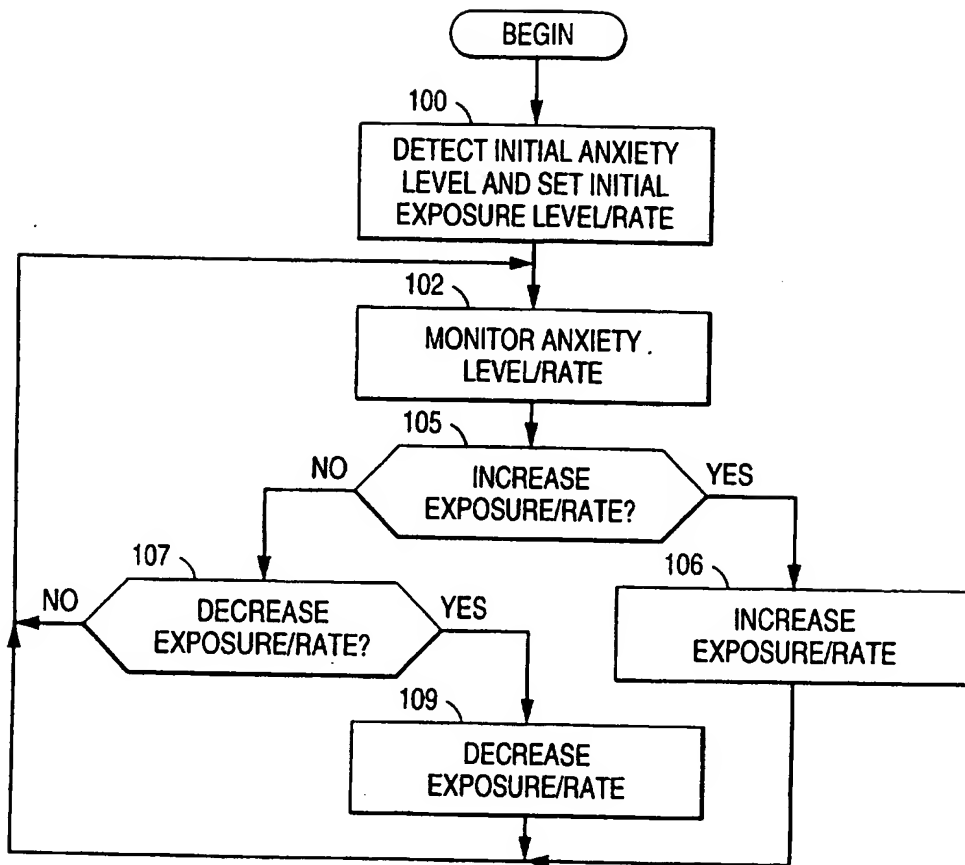 BEGIN
100
DETECT INITIAL ANXIETY
LEVEL AND SET INITIAL
EXPOSURE LEVEL/RATE
102
MONITOR ANXIETY
LEVEL/RATE
105
NO
INCREASE
EXPOSURE/RATE?
YES
107
NO
DECREASE
EXPOSURE/RATE?
YES
106
INCREASE
EXPOSURE/RATE
109
DECREASE
EXPOSURE/RATE